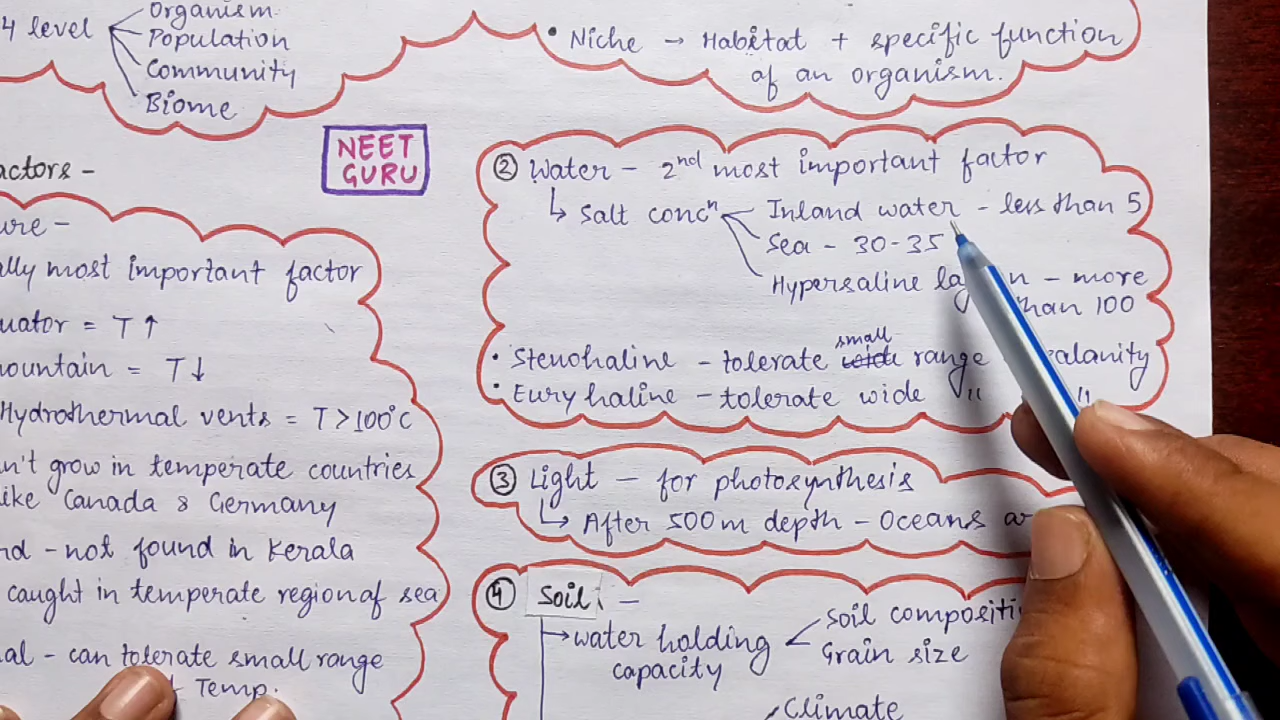 4 level
Organism
Population
Community
Biome
• Niche → Habitat + specific function
of an organism.
NEET
GURU
actors -
ure -
ally most important factor
uator = T ↑
ountain = T↓
Hydrothermal vents = T > 100°C
n't grow in temperate countries
ike Canada & Germany
rd - not found in Kerala
caught in temperate region of sea
al - can tolerate small range
Temp.
② Water - 2nd most important factor
↳ Salt concn
Inland water - less than 5
Sea - 30-35
Hypersaline - more
han 100
• Stenohaline - tolerate small range alanity
• Euryhaline - tolerate wide " "
③ Light - for photosynthesis
↳ After 500m depth - Oceans
④ Soil: -
→ water holding
capacity
Soil compositi
Grain size
Climate